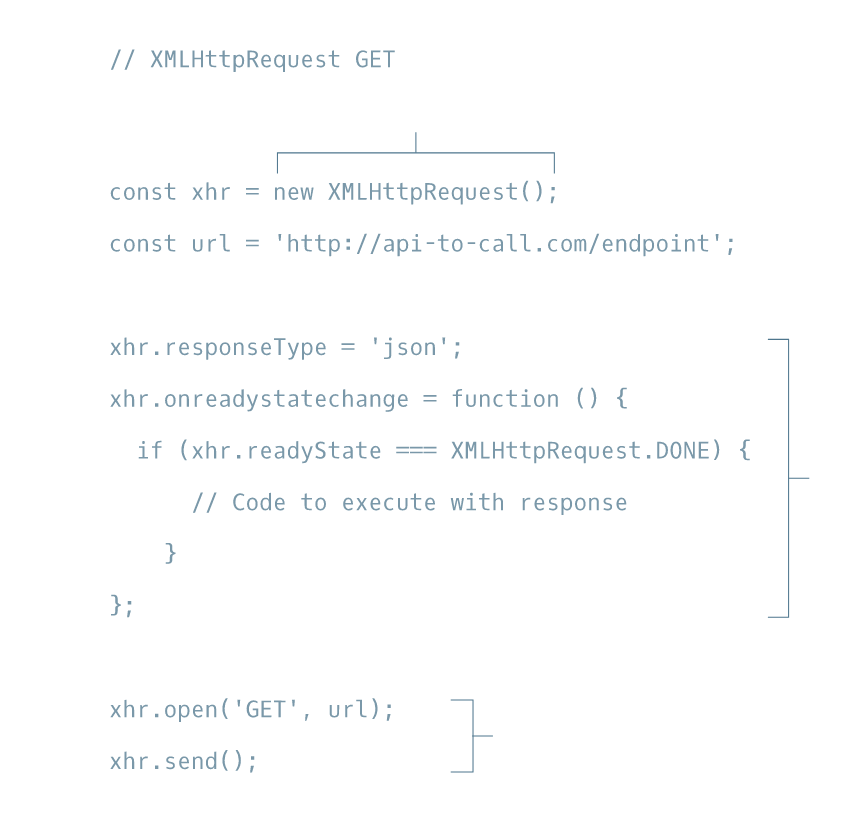 // XMLHttpRequest GET
const xhr = new XMLHttpRequest();
const url = 'http://api-to-call.com/endpoint';
xhr.responseType = 'json';
xhr.onreadystatechange = function () {
  if (xhr.readyState === XMLHttpRequest.DONE) {
      // Code to execute with response
    }
};
xhr.open('GET', url);
xhr.send();